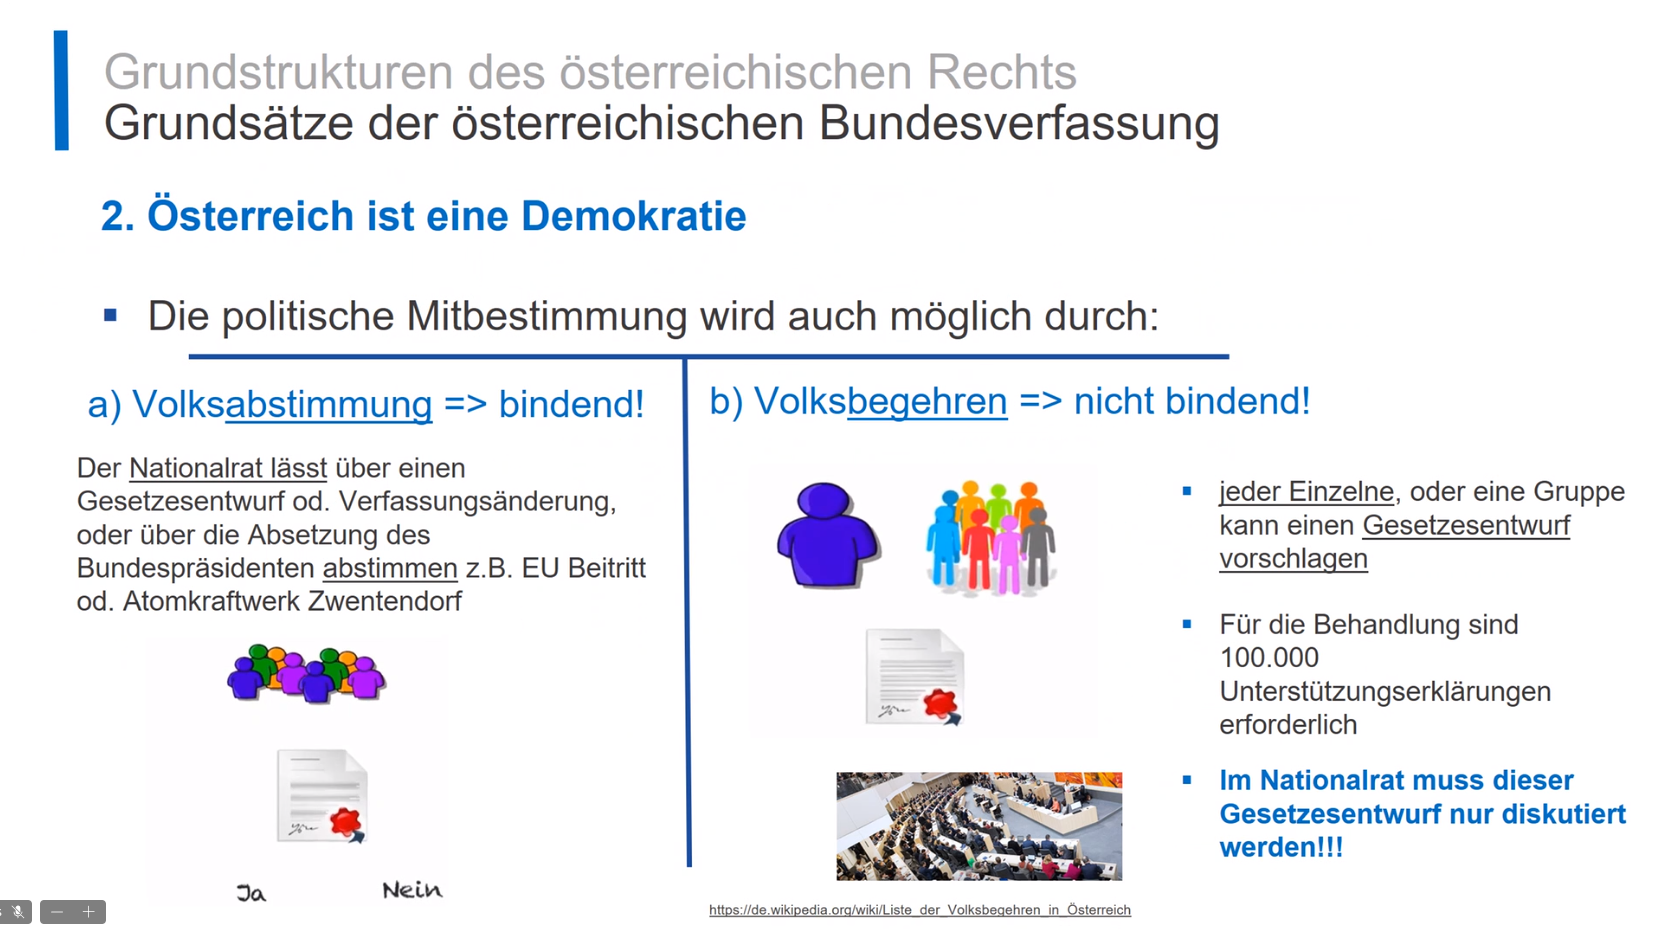 Grundstrukturen des österreichischen Rechts
Grundsätze der österreichischen Bundesverfassung
2. Österreich ist eine Demokratie
Die politische Mitbestimmung wird auch möglich durch:
a) Volksabstimmung => bindend!
Der Nationalrat lässt über einen
Gesetzesentwurf od. Verfassungsänderung,
oder über die Absetzung des
Bundespräsidenten abstimmen z.B. EU Beitritt
od. Atomkraftwerk Zwentendorf
Ja Nein
b) Volksbegehren => nicht bindend!
jeder Einzelne, oder eine Gruppe
kann einen Gesetzesentwurf
vorschlagen
Für die Behandlung sind
100.000
Unterstützungserklärungen
erforderlich
Im Nationalrat muss dieser
Gesetzesentwurf nur diskutiert
werden!!!
https://de.wikipedia.org/wiki/Liste_der_Volksbegehren_in_Österreich